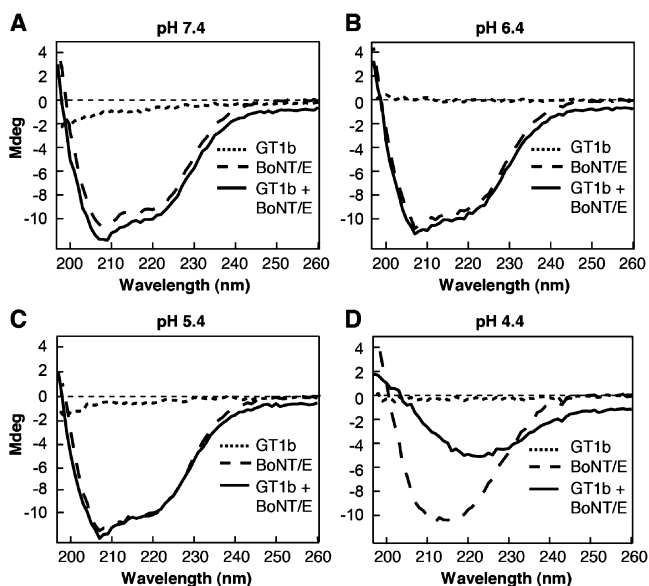 A
pH 7.4
Mdeg
4
2
0
-2
-4
-6
-8
-10
GT1b
BoNT/E
GT1b +
BoNT/E
200 210 220 230 240 250 260
Wavelength (nm)
B
pH 6.4
4
2
0
-2
-4
-6
-8
-10
GT1b
BoNT/E
GT1b +
BoNT/E
200 210 220 230 240 250 260
Wavelength (nm)
C
pH 5.4
Mdeg
4
2
0
-2
-4
-6
-8
-10
GT1b
BoNT/E
GT1b +
BoNT/E
200 210 220 230 240 250 260
Wavelength (nm)
D
pH 4.4
4
2
0
-2
-4
-6
-8
-10
GT1b
BoNT/E
GT1b +
BoNT/E
200 210 220 230 240 250 260
Wavelength (nm)